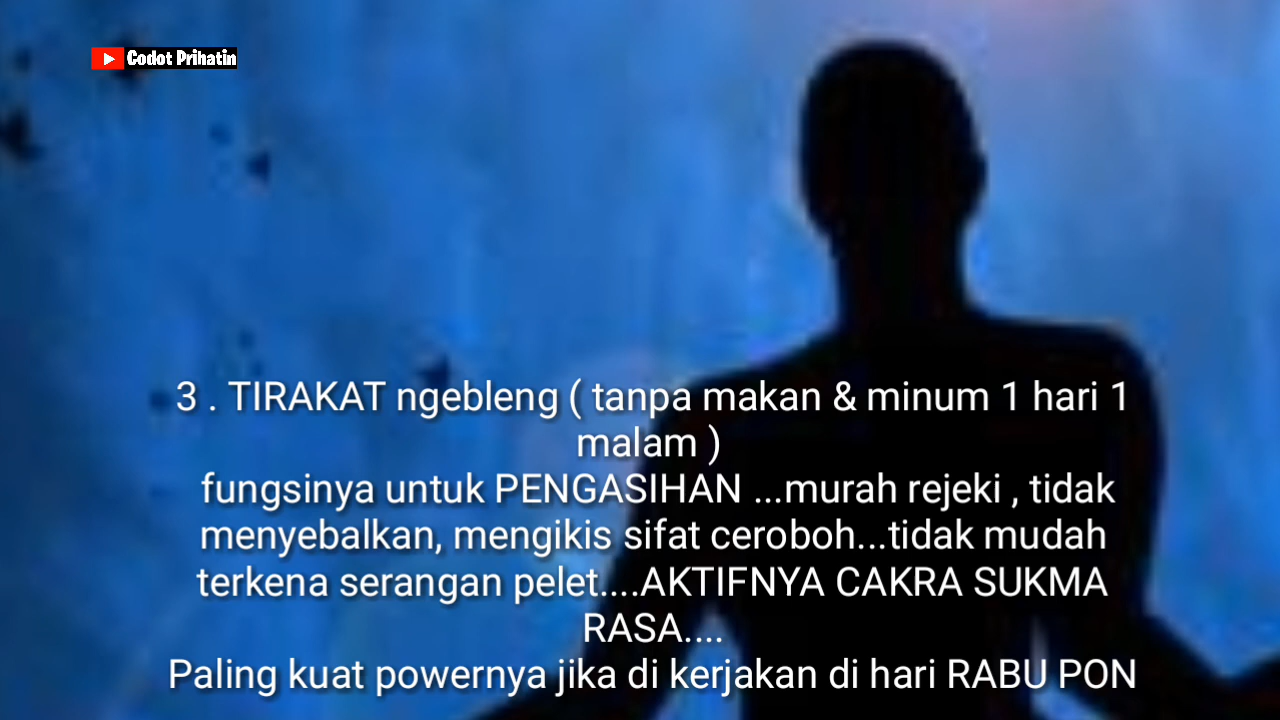 Codot Prihatin
3 . TIRAKAT ngebleng ( tanpa makan & minum 1 hari 1
malam )
fungsinya untuk PENGASIHAN ...murah rejeki , tidak
menyebalkan, mengikis sifat ceroboh...tidak mudah
terkena serangan pelet....AKTIFNYA CAKRA SUKMA
RASA....
Paling kuat powernya jika di kerjakan di hari RABU PON